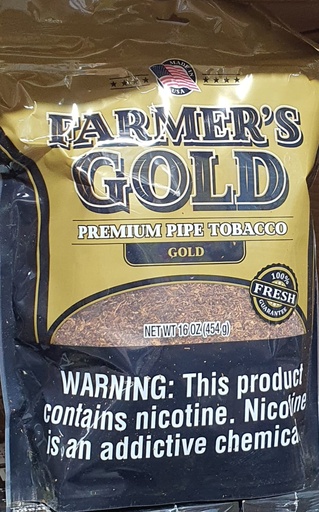 MADE IN
USA
FARMER'S
GOLD
PREMIUM PIPE TOBACCO
GOLD
100%
FRESH
GUARANTEE
NET WT 16 OZ (454 g)
WARNING: This product
contains nicotine. Nicotine
is an addictive chemica